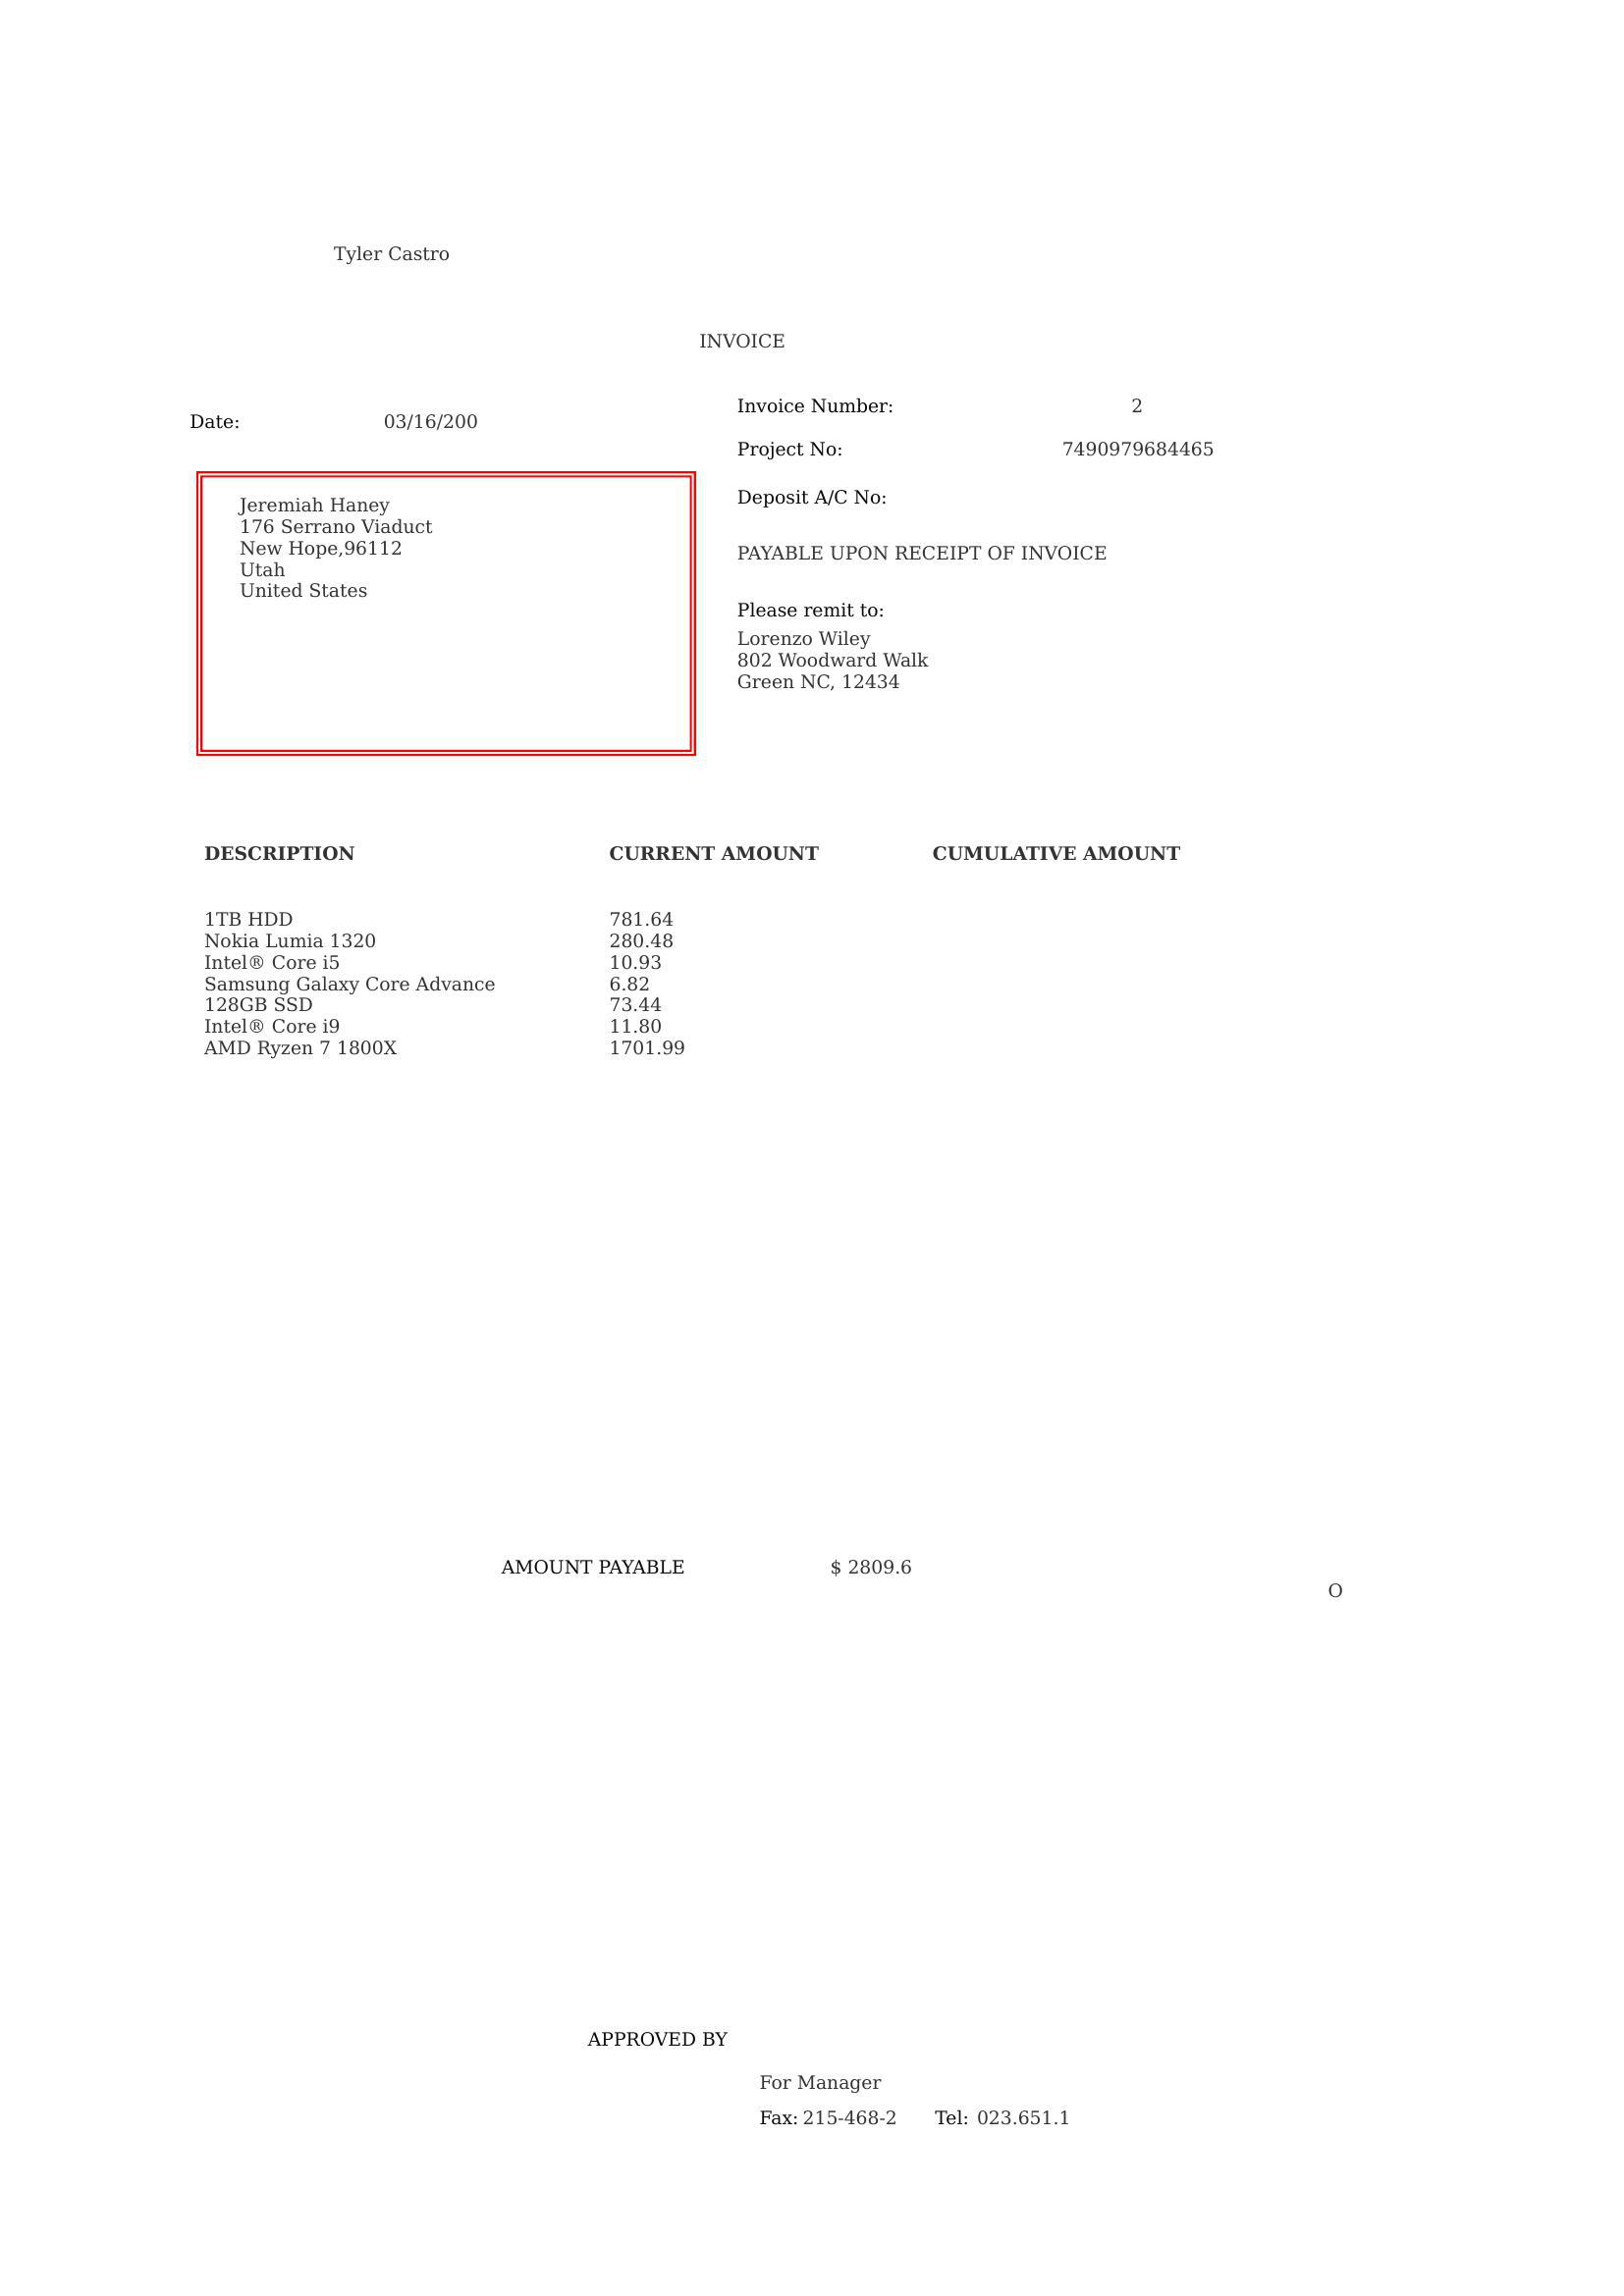 Tyler Castro
INVOICE
Date: 03/16/200
Invoice Number: 2
Project No: 7490979684465
Deposit A/C No:
PAYABLE UPON RECEIPT OF INVOICE
Jeremiah Haney
176 Serrano Viaduct
New Hope,96112
Utah
United States
Please remit to:
Lorenzo Wiley
802 Woodward Walk
Green NC, 12434
DESCRIPTION CURRENT AMOUNT CUMULATIVE AMOUNT
1TB HDD 781.64
Nokia Lumia 1320 280.48
Intel® Core i5 10.93
Samsung Galaxy Core Advance 6.82
128GB SSD 73.44
Intel® Core i9 11.80
AMD Ryzen 7 1800X 1701.99
AMOUNT PAYABLE $ 2809.6
O
APPROVED BY
For Manager
Fax: 215-468-2 Tel: 023.651.1